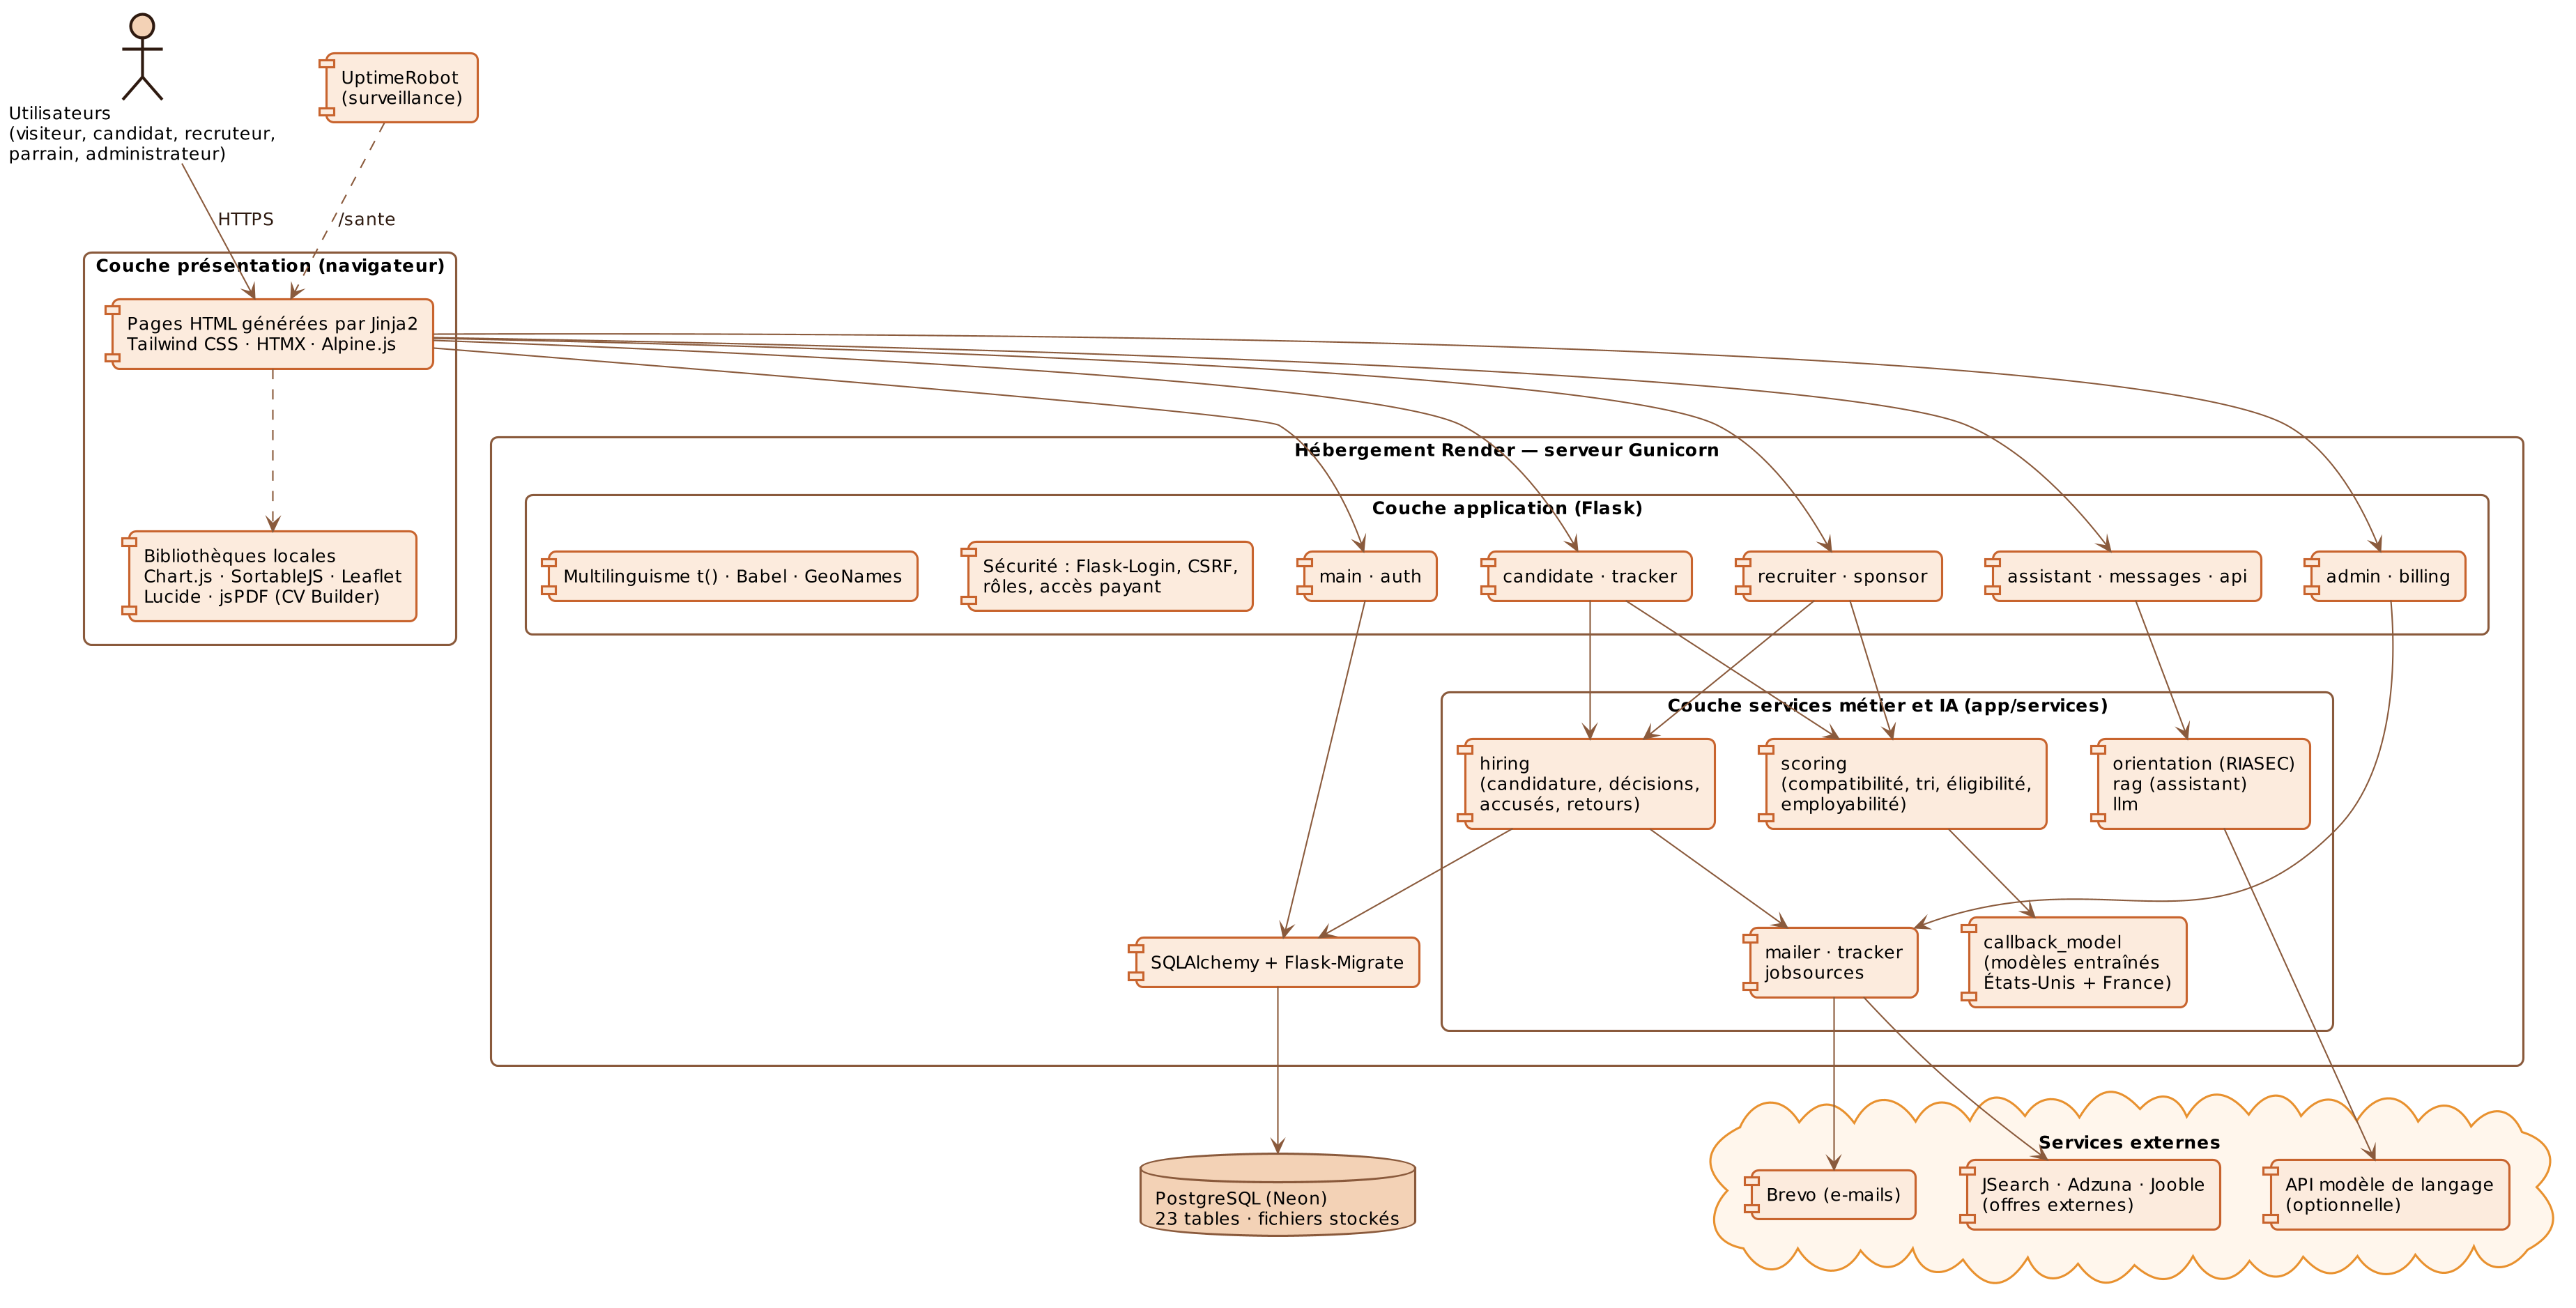 UptimeRobot
(surveillance)
Utilisateurs
(visiteur, candidat, recruteur,
parrain, administrateur)
HTTPS
/sante
Couche présentation (navigateur)
Pages HTML générées par Jinja2
Tailwind CSS · HTMX · Alpine.js
Bibliothèques locales
Chart.js · SortableJS · Leaflet
Lucide · jsPDF (CV Builder)
Hébergement Render — serveur Gunicorn
Couche application (Flask)
Multilinguisme t() · Babel · GeoNames
Sécurité : Flask-Login, CSRF,
rôles, accès payant
main · auth
candidate · tracker
recruiter · sponsor
assistant · messages · api
admin · billing
Couche services métier et IA (app/services)
hiring
(candidature, décisions,
accusés, retours)
scoring
(compatibilité, tri, éligibilité,
employabilité)
orientation (RIASEC)
rag (assistant)
llm
SQLAlchemy + Flask-Migrate
mailer · tracker
jobsources
callback_model
(modèles entraînés
États-Unis + France)
PostgreSQL (Neon)
23 tables · fichiers stockés
Services externes
Brevo (e-mails)
JSearch · Adzuna · Jooble
(offres externes)
API modèle de langage
(optionnelle)